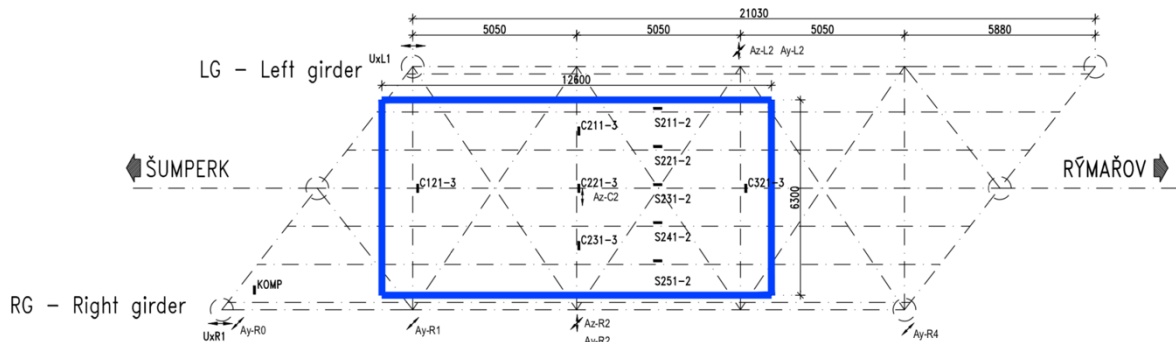 21030
5050 5050 5050 5880
UxL1 Az-L2 Ay-L2
LG - Left girder
12600
C211-3 S211-2
S221-2
ŠUMPERK C121-3 C221-3 C321-3 RÝMAŘOV
Az-C2 S231-2 6300
C231-3 S241-2
KOMP S251-2
RG - Right girder
UxR1 Ay-R0 Ay-R1 Az-R2 Ay-R4
Ay-R2